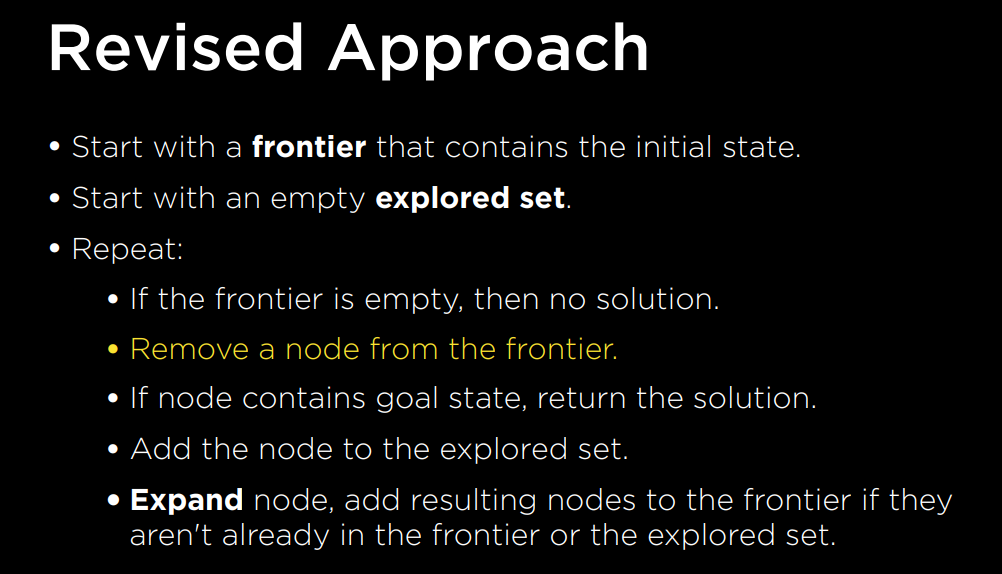 Revised Approach
• Start with a frontier that contains the initial state.
• Start with an empty explored set.
• Repeat:
• If the frontier is empty, then no solution.
• Remove a node from the frontier.
• If node contains goal state, return the solution.
• Add the node to the explored set.
• Expand node, add resulting nodes to the frontier if they
aren't already in the frontier or the explored set.